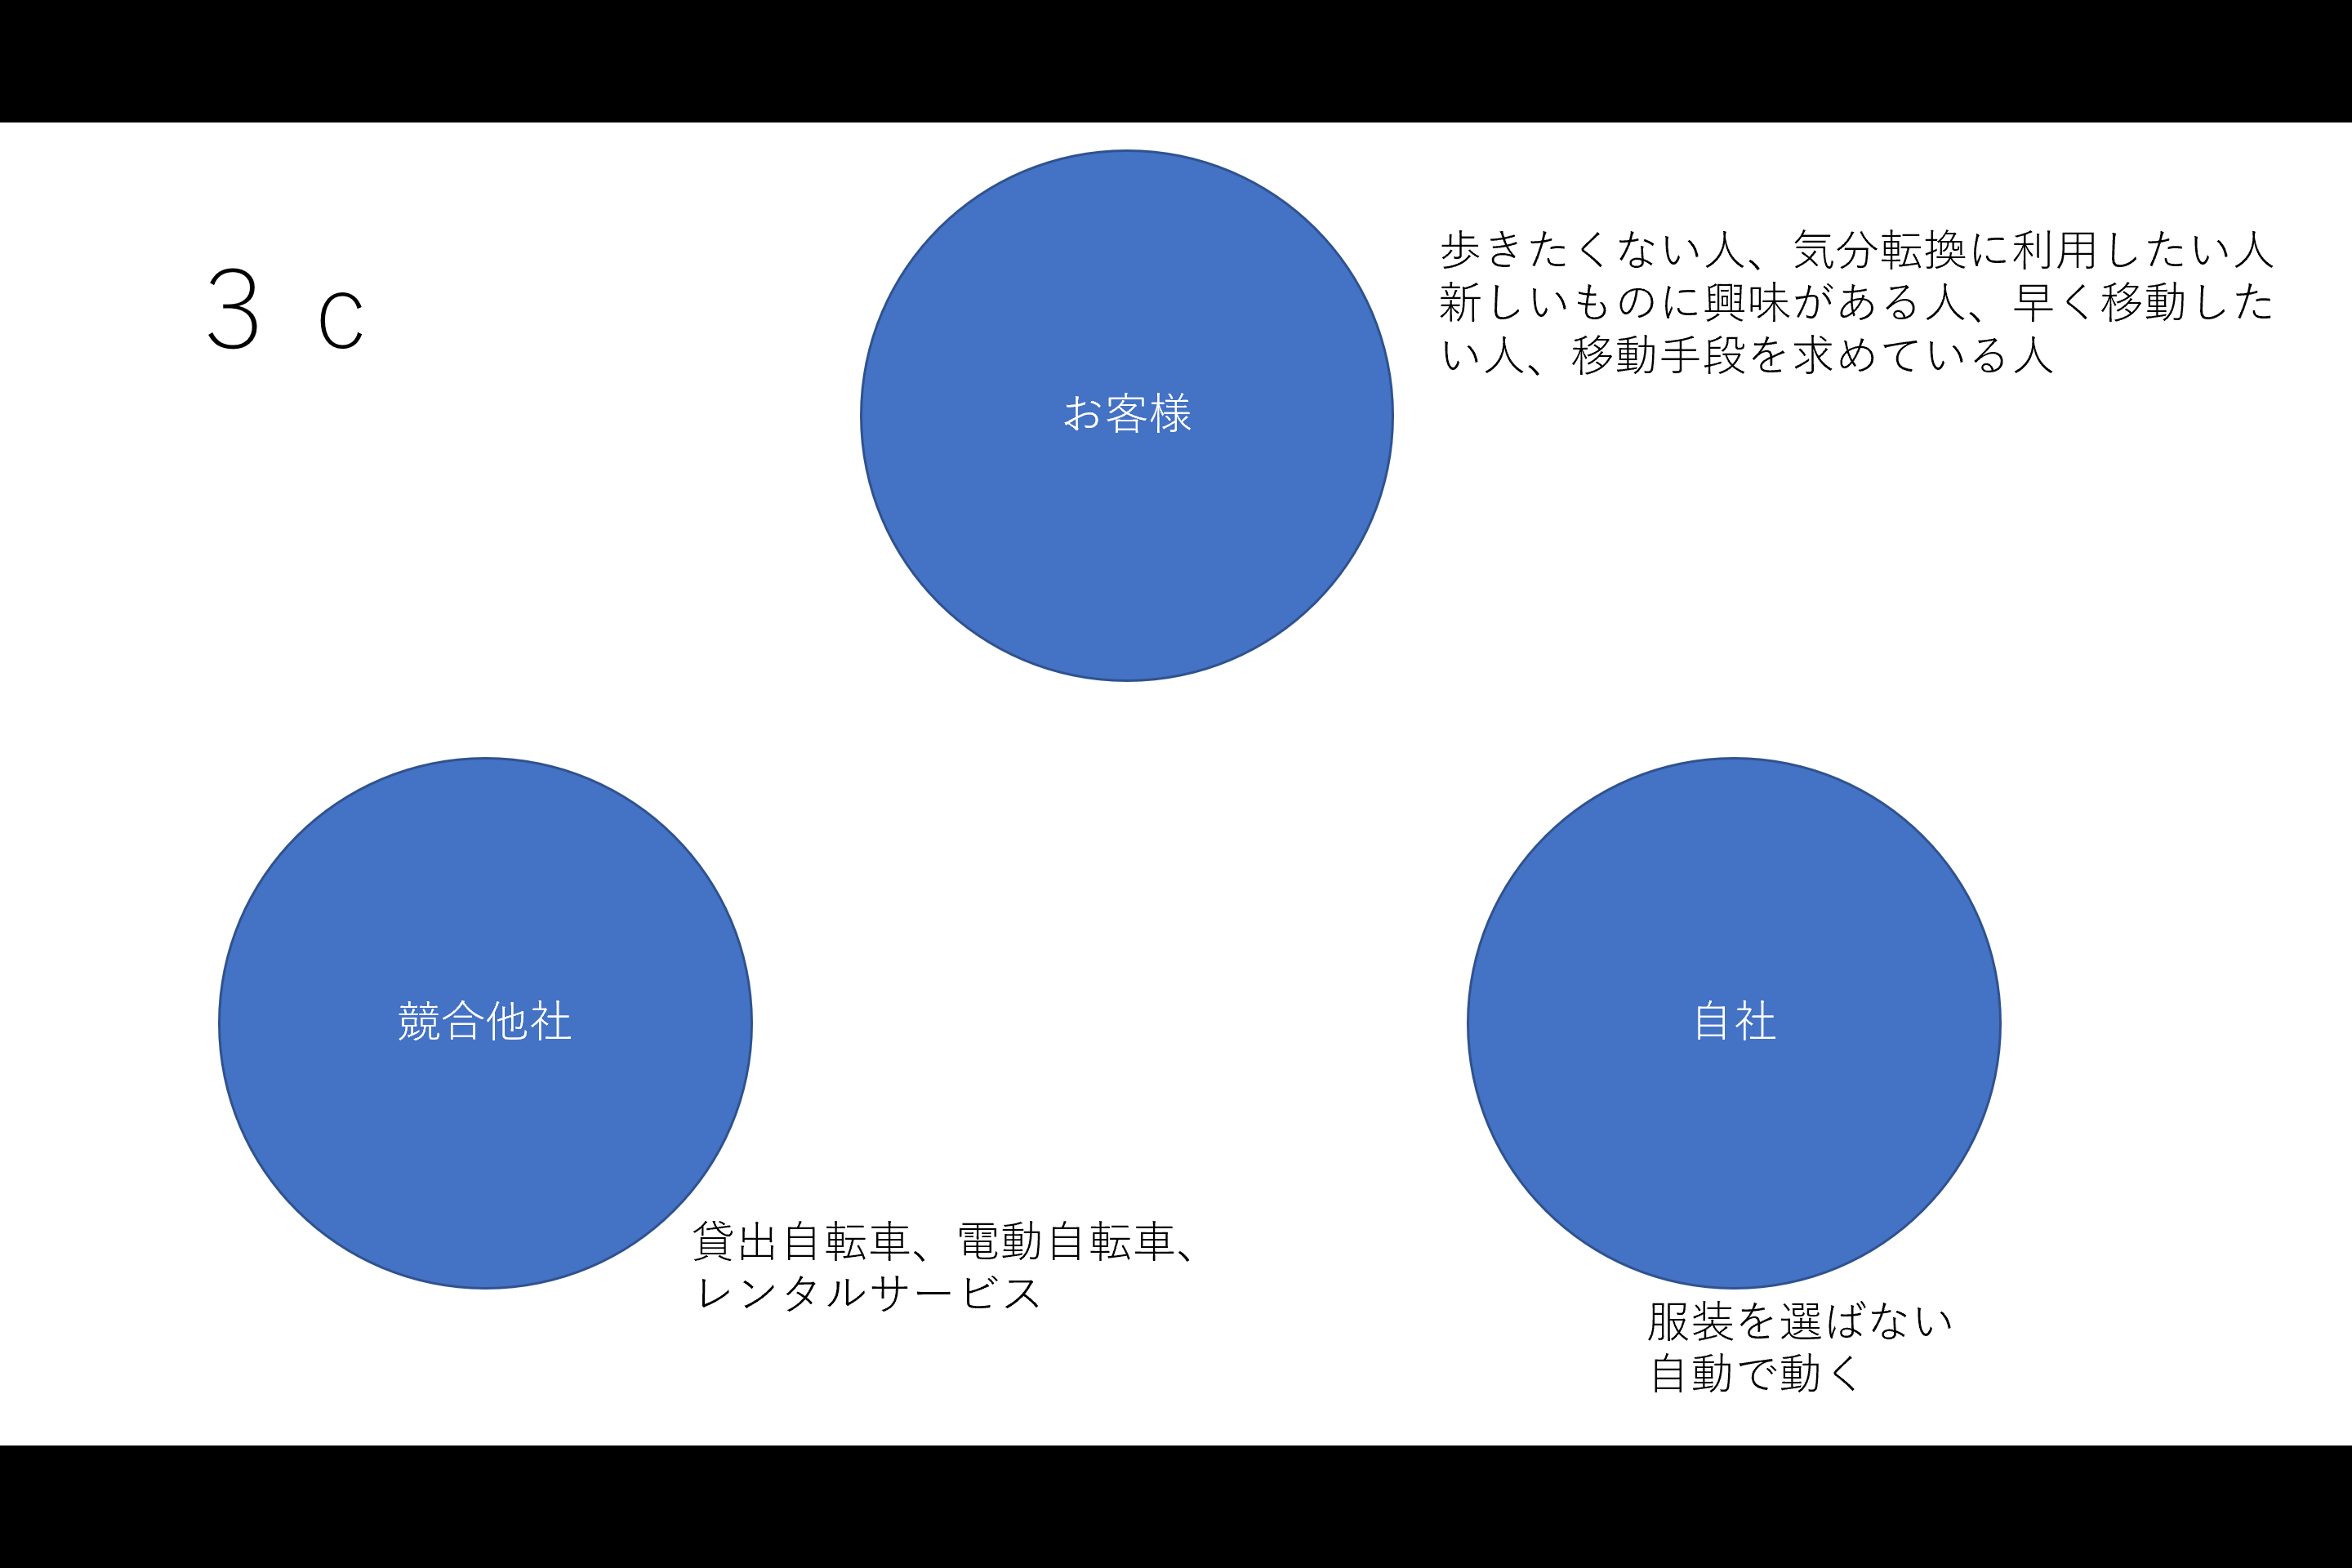 ３ｃ
お客様
歩きたくない人、気分転換に利用したい人
新しいものに興味がある人、早く移動した
い人、移動手段を求めている人
競合他社
貸出自転車、電動自転車、
レンタルサービス
自社
服装を選ばない
自動で動く